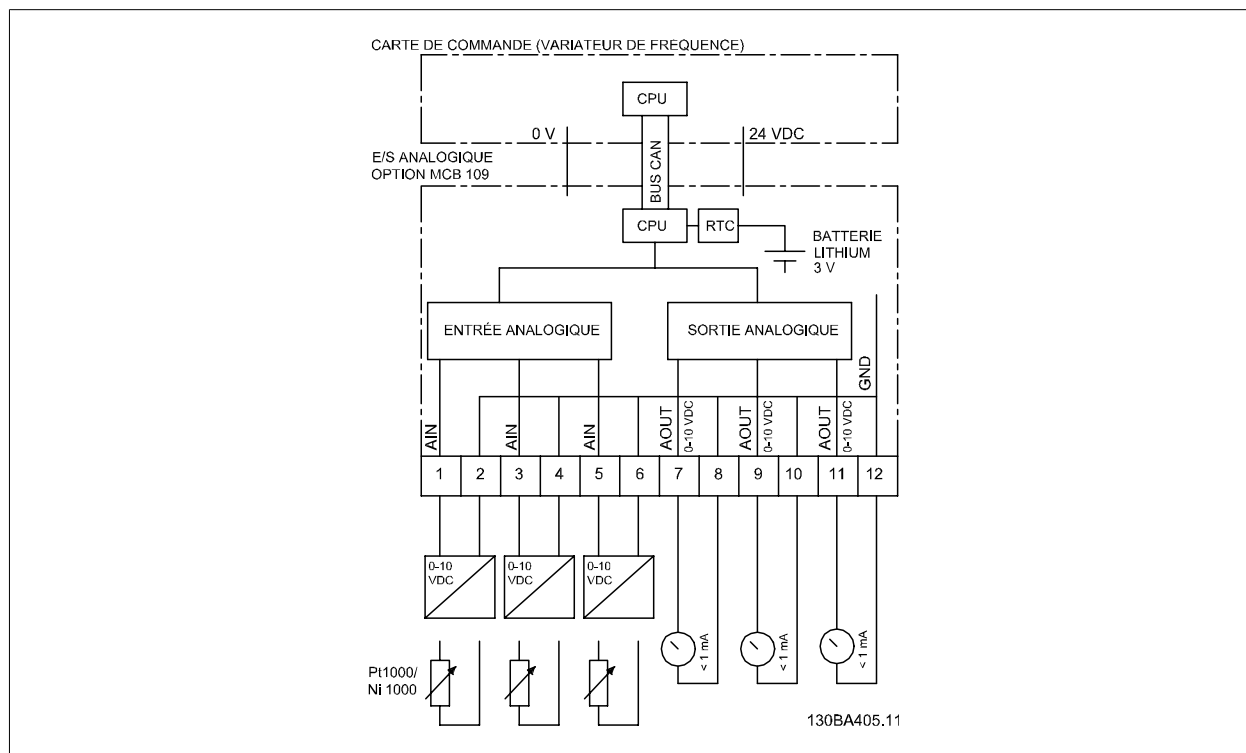 CARTE DE COMMANDE (VARIATEUR DE FREQUENCE)
CPU
0 V
24 VDC
BUS CAN
E/S ANALOGIQUE
OPTION MCB 109
CPU
RTC
BATTERIE
LITHIUM
3 V
ENTRÉE ANALOGIQUE
SORTIE ANALOGIQUE
GND
AIN
AIN
AIN
AOUT
0-10 VDC
AOUT
0-10 VDC
AOUT
0-10 VDC
1 2 3 4 5 6 7 8 9 10 11 12
0-10
VDC
0-10
VDC
0-10
VDC
< 1 mA
< 1 mA
< 1 mA
Pt1000/
Ni 1000
130BA405.11